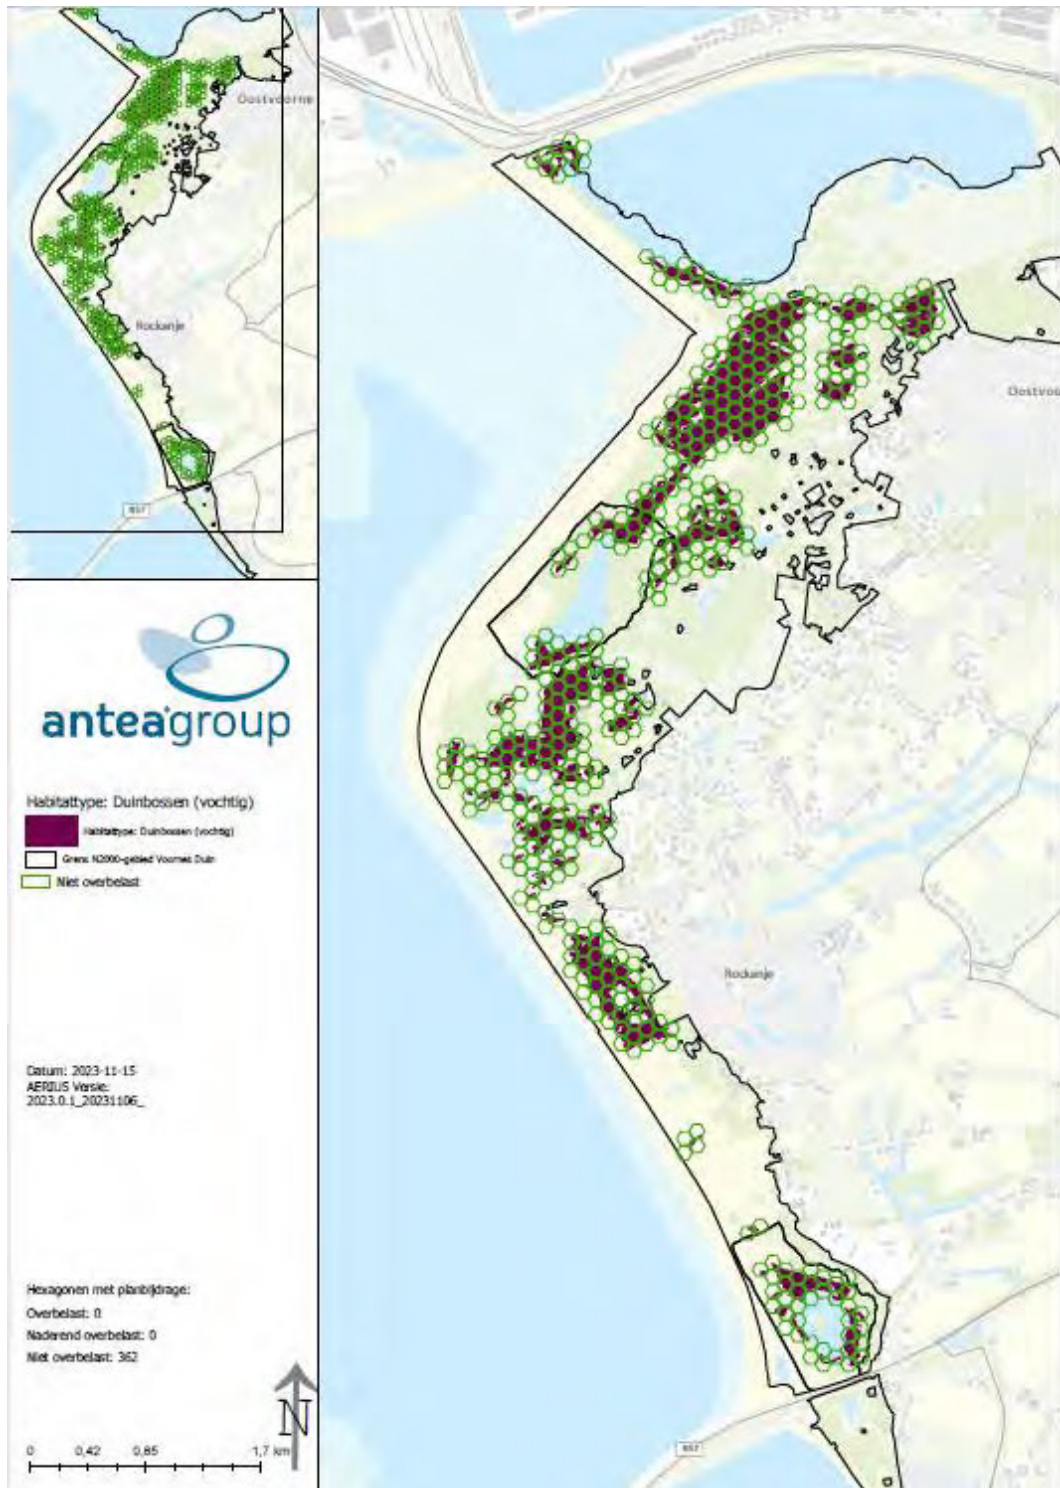 Oostvoorne
Rockanje
N57
anteagroup
Habitattype: Duinbossen (vochtig)
Habitattype: Duinbossen (vochtig)
Grens N2000-gebied Voornes Duin
Niet overbelast
Datum: 2023-11-15
AERIUS Versie:
2023.0.1_20231106_
Hexagonen met planbijdrage:
Overbelast: 0
Naderend overbelast: 0
Niet overbelast: 362
N
0 0,42 0,85 1,7 km
Oostvoo
Rockanje
N57